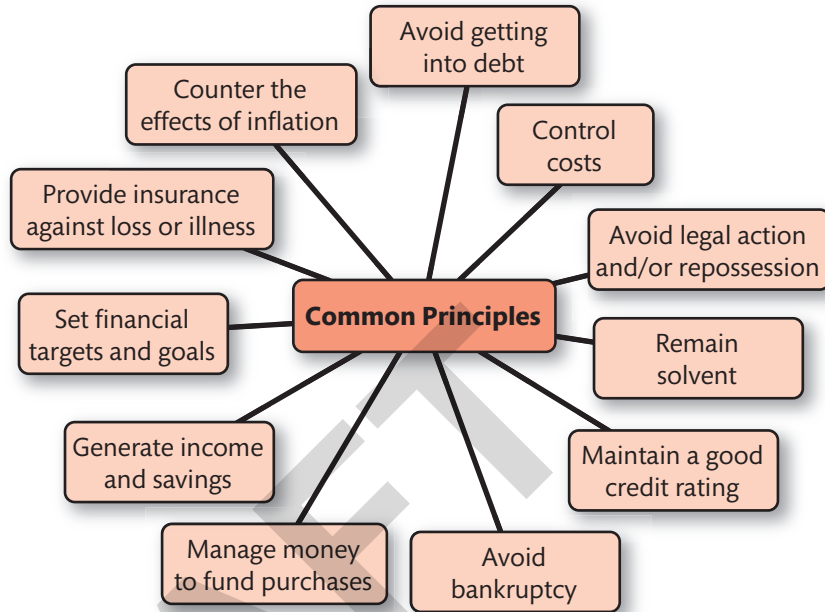 Avoid getting
into debt
Counter the
effects of inflation
Control
costs
Provide insurance
against loss or illness
Avoid legal action
and/or repossession
Common Principles
Set financial
targets and goals
Remain
solvent
Generate income
and savings
Maintain a good
credit rating
Manage money
to fund purchases
Avoid
bankruptcy